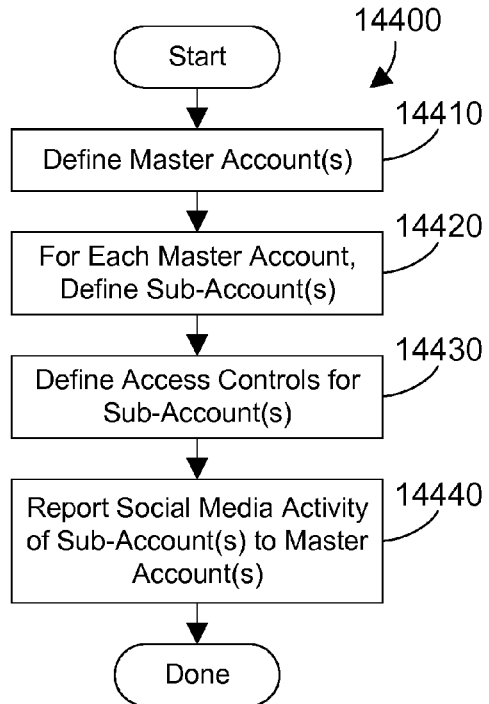 14400
Start
14410
Define Master Account(s)
14420
For Each Master Account,
Define Sub-Account(s)
14430
Define Access Controls for
Sub-Account(s)
14440
Report Social Media Activity
of Sub-Account(s) to Master
Account(s)
Done